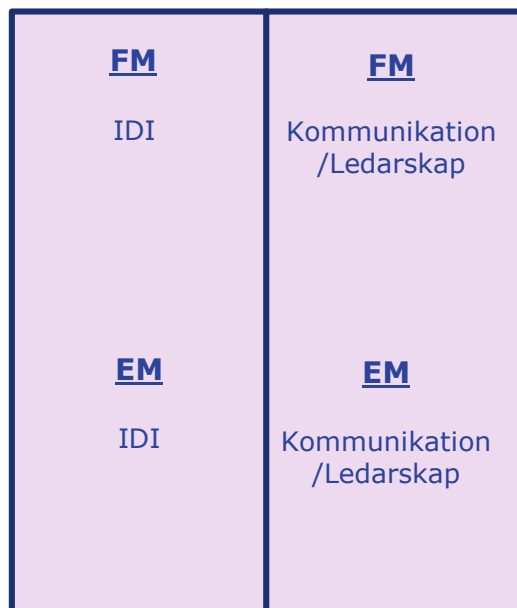 FM
IDI
EM
IDI
FM
Kommunikation
/Ledarskap
EM
Kommunikation
/Ledarskap